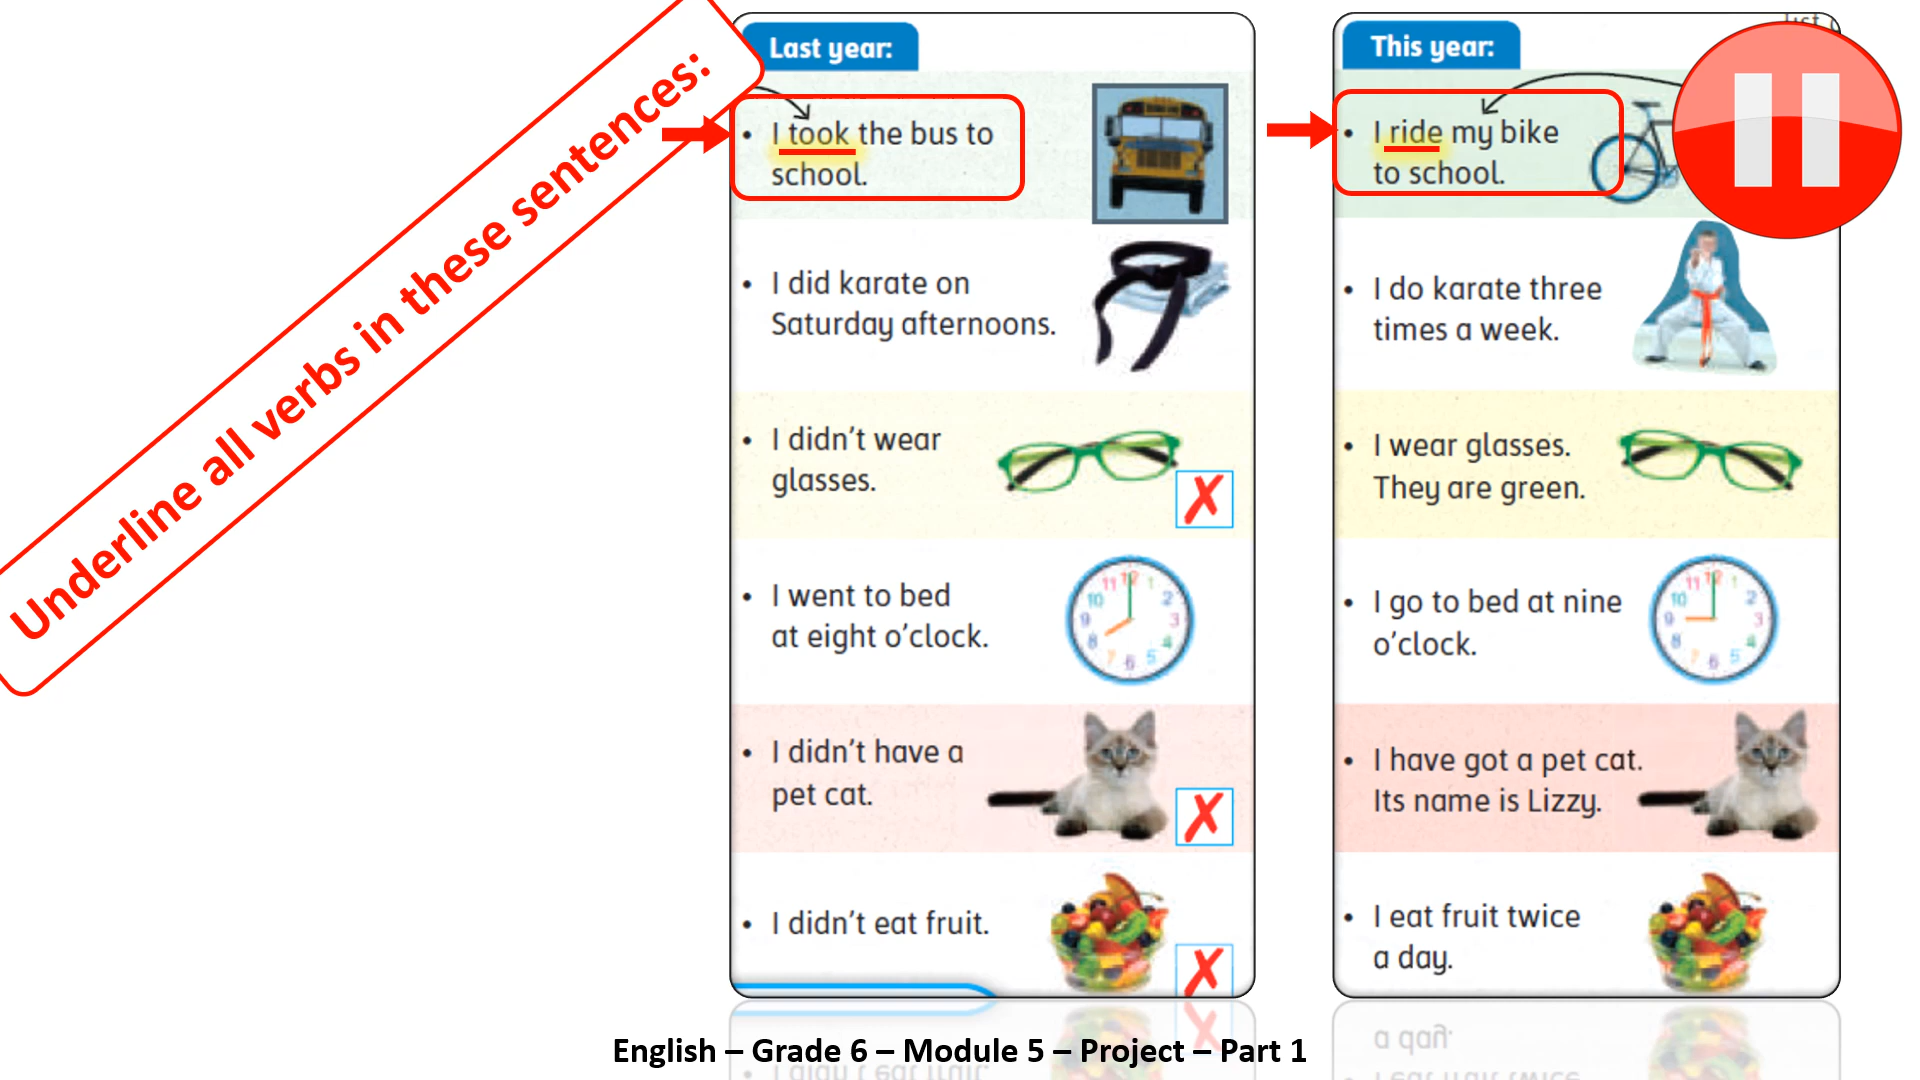 Underline all verbs in these sentences:
Last year:
• I took the bus to
school.
• I did karate on
Saturday afternoons.
• I didn't wear
glasses.
• I went to bed
at eight o'clock.
• I didn't have a
pet cat.
• I didn't eat fruit.
This year:
• I ride my bike
to school.
• I do karate three
times a week.
• I wear glasses.
They are green.
• I go to bed at nine
o'clock.
• I have got a pet cat.
Its name is Lizzy.
• I eat fruit twice
a day.
English – Grade 6 – Module 5 – Project – Part 1